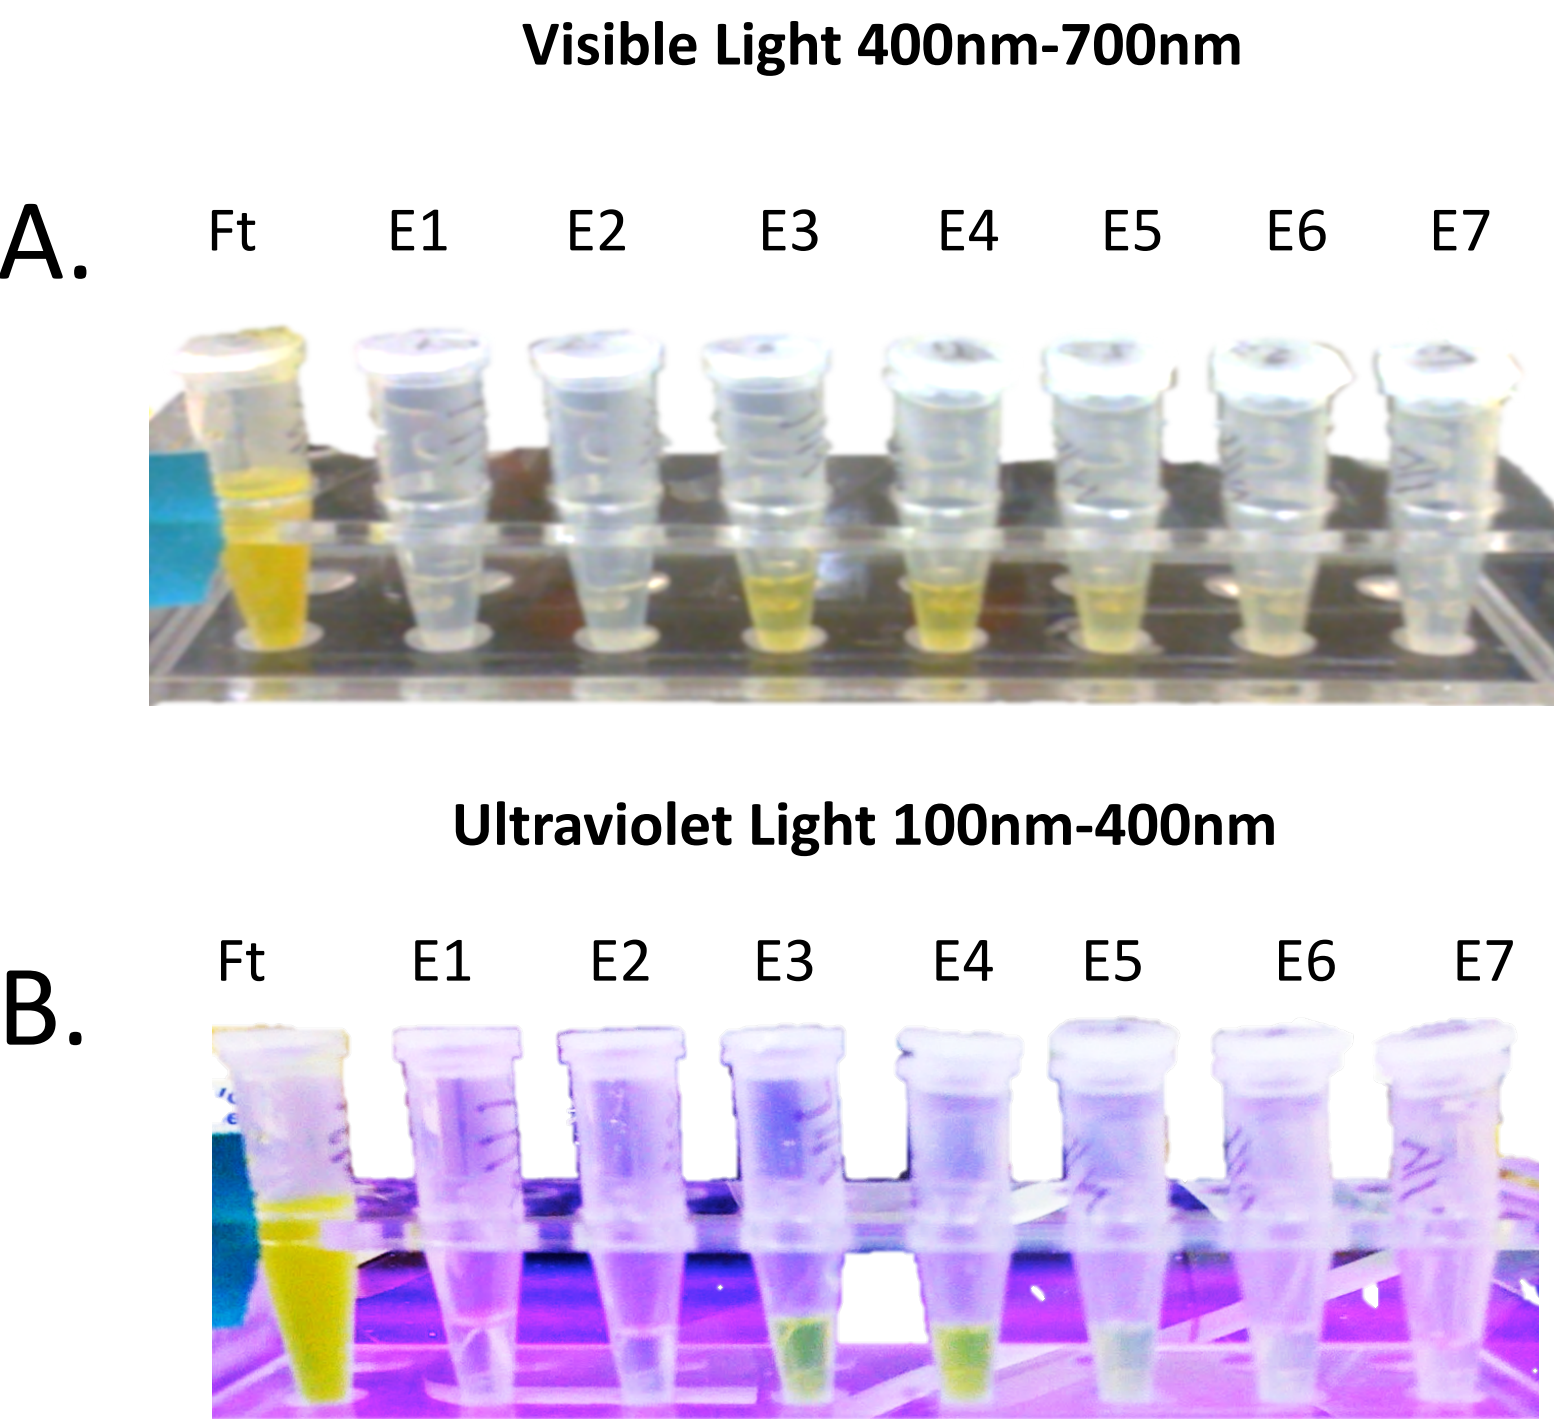 Visible Light 400nm-700nm
A.
Ft E1 E2 E3 E4 E5 E6 E7
Ultraviolet Light 100nm-400nm
B.
Ft E1 E2 E3 E4 E5 E6 E7